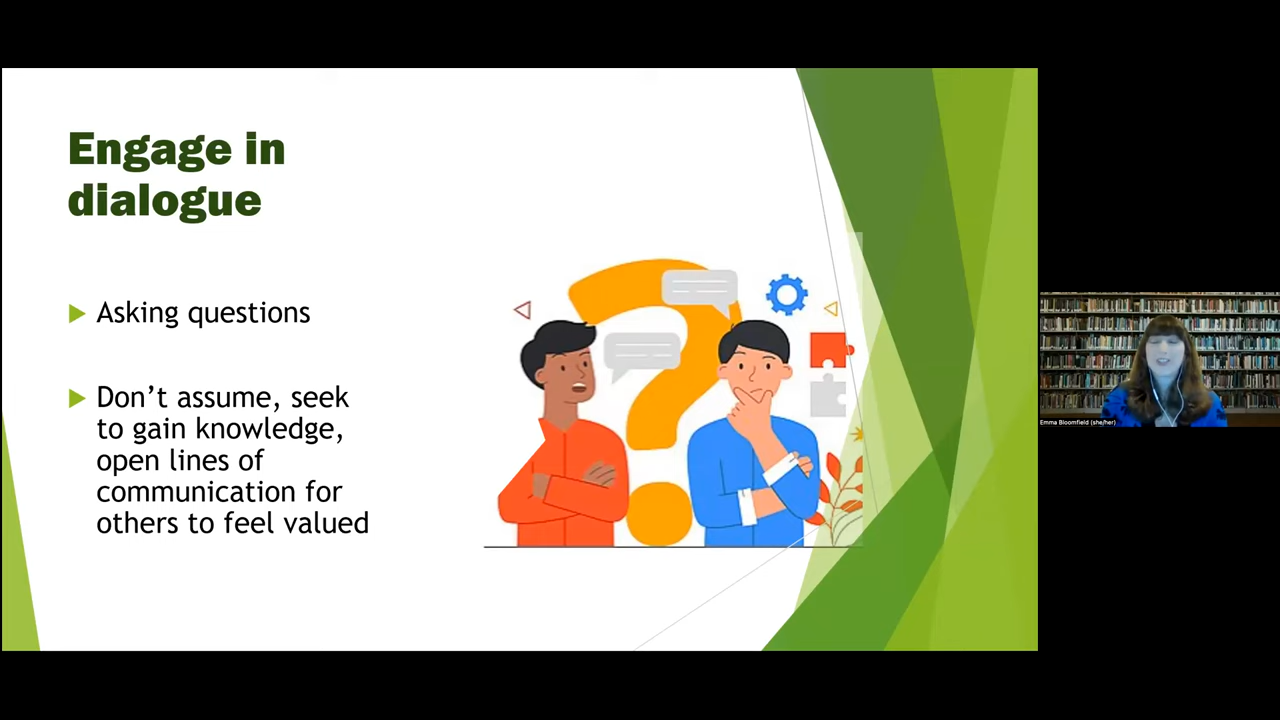 Engage in
dialogue
Asking questions
Don’t assume, seek
to gain knowledge,
open lines of
communication for
others to feel valued
Emma Bloomfield (she/her)